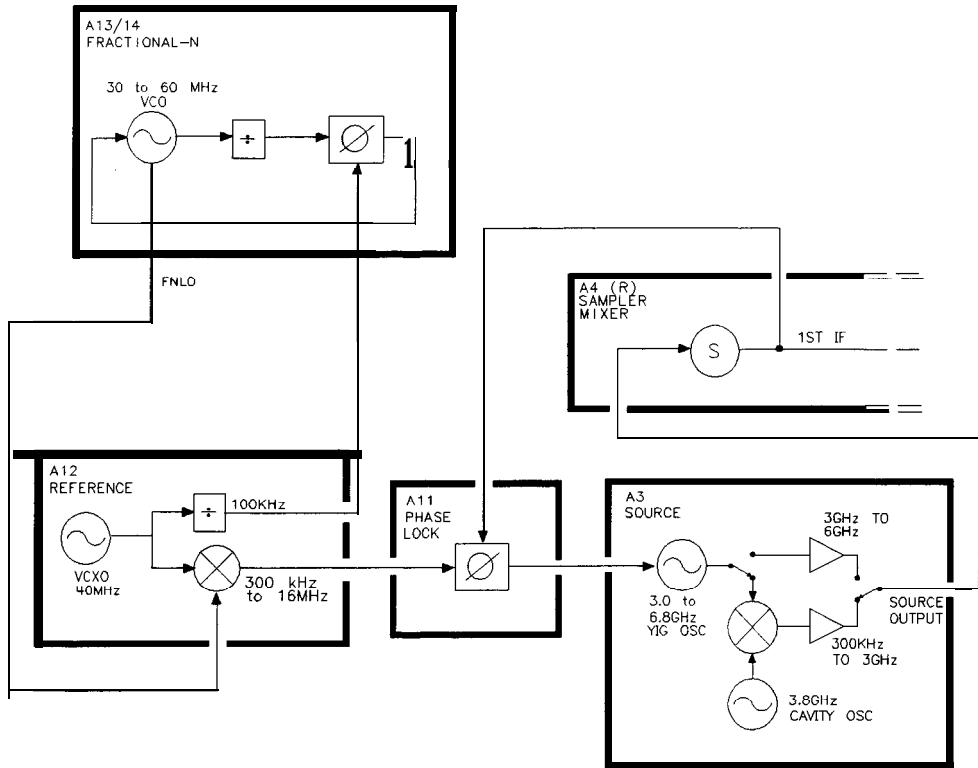 A13/14
FRACTIONAL-N
30 to 60 MHz
VCO
÷
FNLO
A4 (R)
SAMPLER
MIXER
S
1ST IF
A12
REFERENCE
÷
100KHz
VCXO
40MHz
300 kHz
to 16MHz
A11
PHASE
LOCK
A3
SOURCE
3GHz TO
6GHz
3.0 to
6.8GHz
YIG OSC
SOURCE
OUTPUT
300KHz
TO 3GHz
3.8GHz
CAVITY OSC